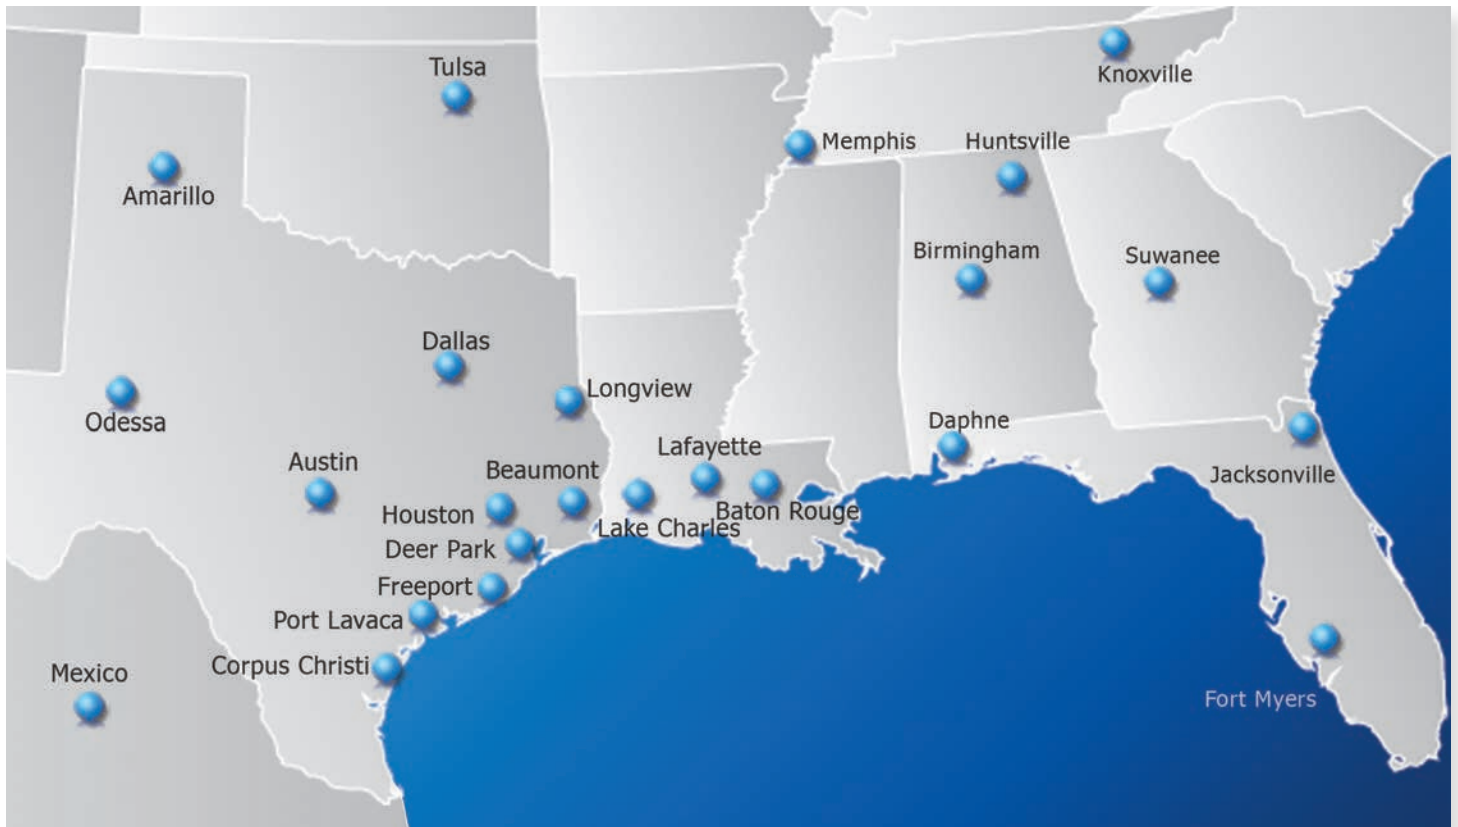 Tulsa
Knoxville
Memphis
Huntsville
Amarillo
Birmingham
Suwanee
Dallas
Longview
Odessa
Daphne
Lafayette
Austin
Beaumont
Jacksonville
Houston
Baton Rouge
Lake Charles
Deer Park
Freeport
Port Lavaca
Corpus Christi
Mexico
Fort Myers